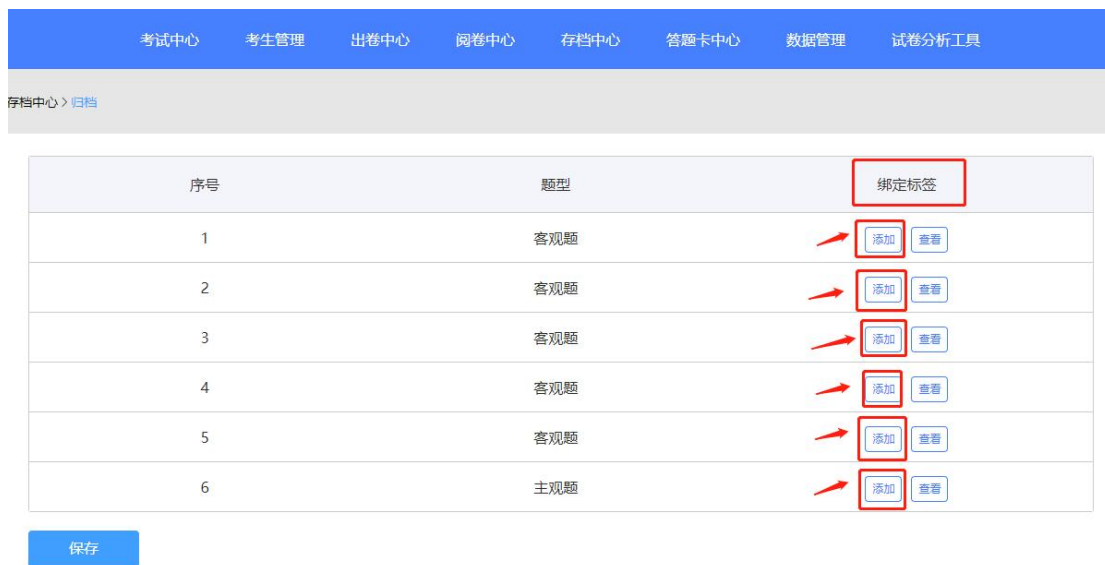 考试中心 考生管理 出卷中心 阅卷中心 存档中心 答题卡中心 数据管理 试卷分析工具
存档中心 > 归档
序号 题型 绑定标签
1 客观题 添加 查看
2 客观题 添加 查看
3 客观题 添加 查看
4 客观题 添加 查看
5 客观题 添加 查看
6 主观题 添加 查看
保存